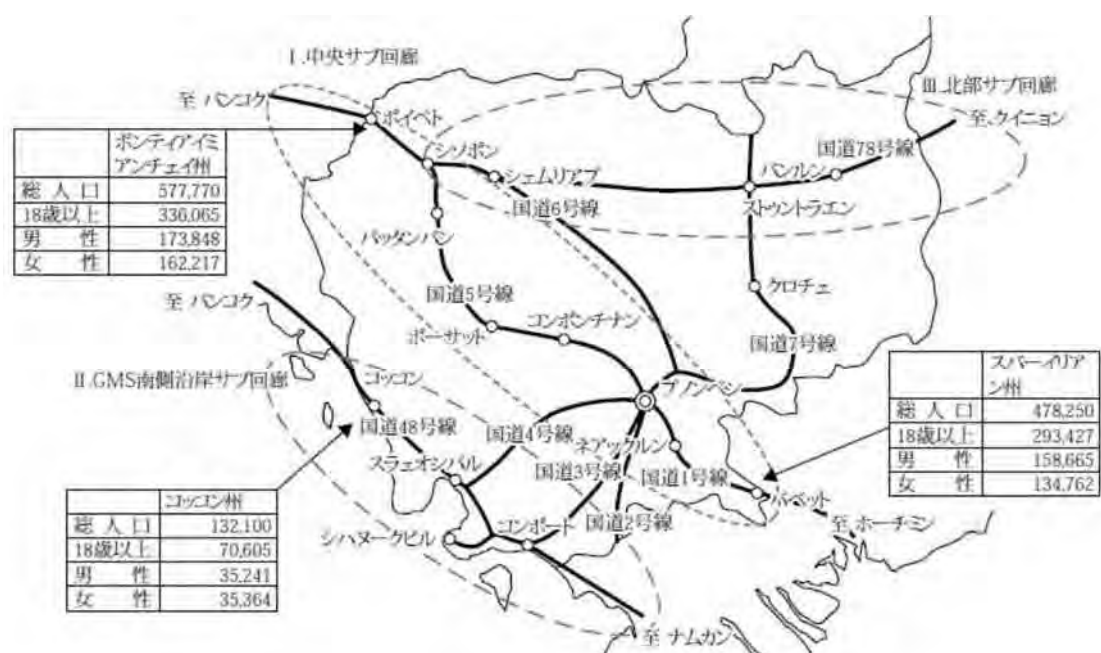 Ⅰ.中央サブ回廊
Ⅲ.北部サブ回廊
至 バンコク
ポイペト
至.クイニョン
ボンティアイミ
アンチェイ州
総人口 577,770
18歳以上 336,065
男性 173,848
女性 162,217
シソポン
国道78号線
シェムリアプ
バンルン
国道6号線
ストゥントラエン
バッタンバン
至 バンコク
国道5号線
クロチェ
コンポンチナン
ポーサット
国道7号線
Ⅱ.GMS南側沿岸サブ回廊
コッコン
プノンペン
スバーイリア
ン州
総人口 478,250
18歳以上 293,427
男性 158,665
女性 134,762
国道48号線
国道4号線
ネアックルン
スラェオンバル
国道3号線
国道1号線
バベット
コッコン州
総人口 132,100
18歳以上 70,605
男性 35,241
女性 35,364
シハヌークビル
コンポート
国道2号線
至 ホーチミン
至 ナムカン